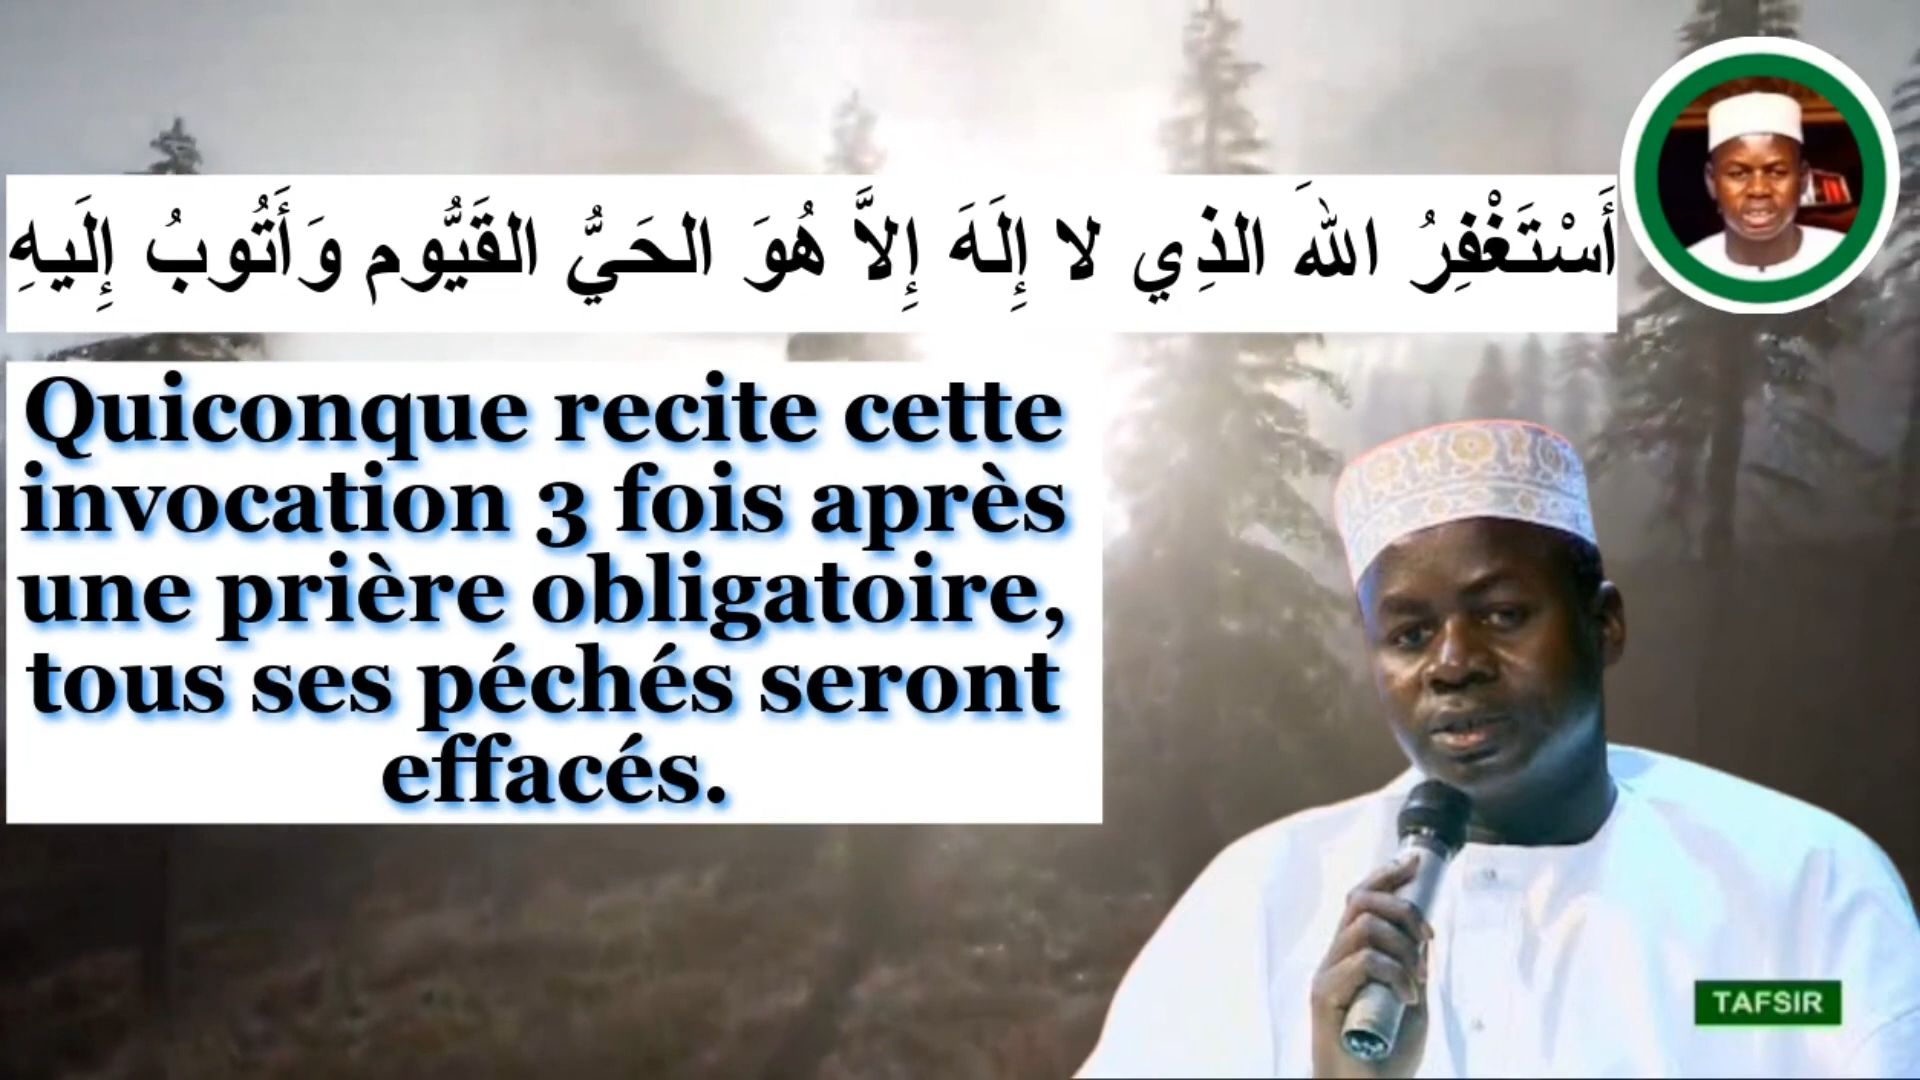 أَسْتَغْفِرُ اللهَ الذِي لا إِلَهَ إِلاَّ هُوَ الحَيُّ القَيُّوم وَأَتُوبُ إِلَيهِ
Quiconque recite cette
invocation 3 fois après
une prière obligatoire,
tous ses péchés seront
effacés.
TAFSIR